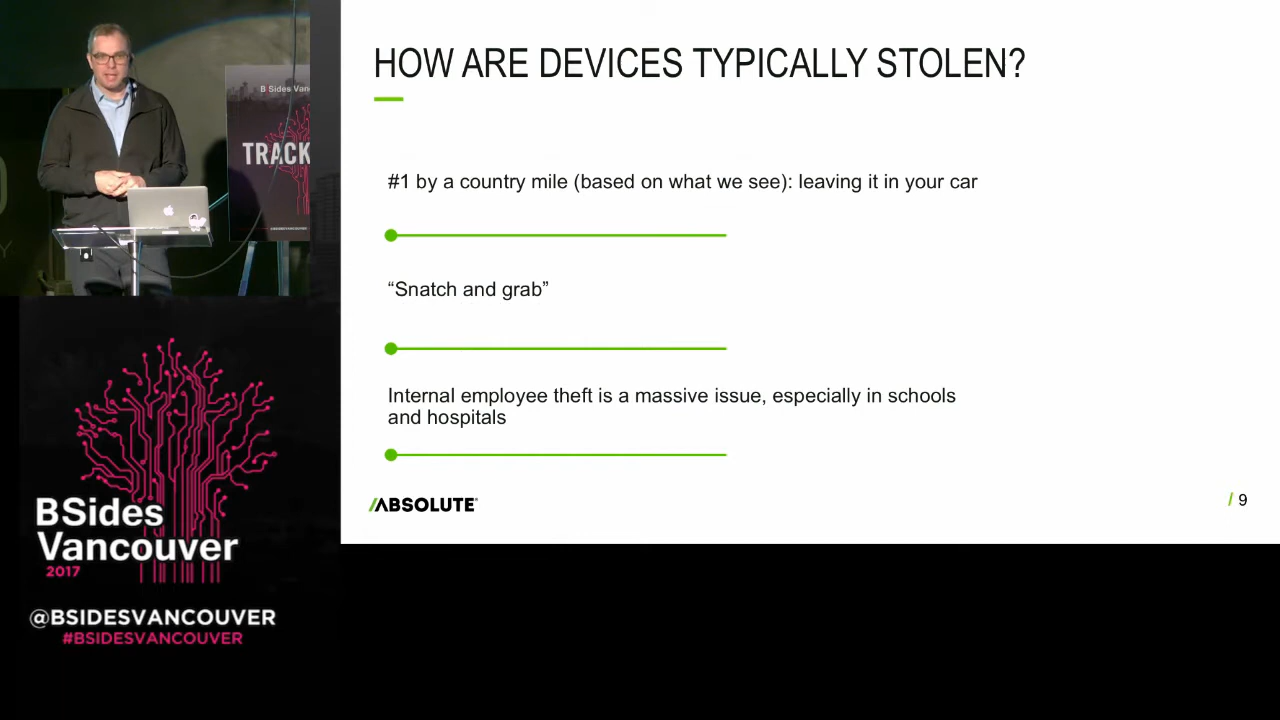 B Sides Van
TRACK
HOW ARE DEVICES TYPICALLY STOLEN?
#1 by a country mile (based on what we see): leaving it in your car
“Snatch and grab”
Internal employee theft is a massive issue, especially in schools
and hospitals
ABSOLUTE
/ 9
BSides
Vancouver
2017
@BSIDESVANCOUVER
#BSIDESVANCOUVER